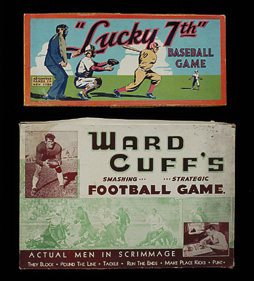 "Lucky 7th"
BASEBALL
GAME
WARD
CUFF'S
SMASHING... ...STRATEGIC
FOOTBALL GAME.
ACTUAL MEN IN SCRIMMAGE
THEY BLOCK • POUND THE LINE • TACKLE • RUN THE ENDS • MAKE PLACE KICKS • PUNT •